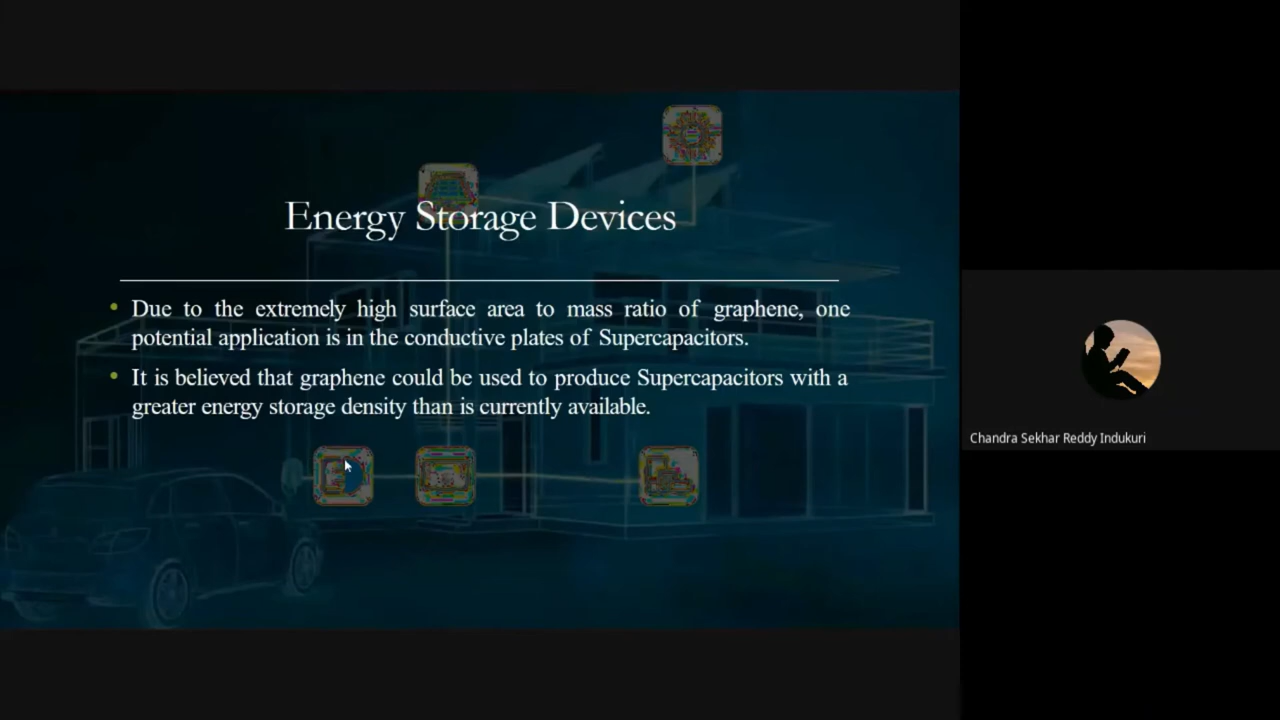 Energy Storage Devices
• Due to the extremely high surface area to mass ratio of graphene, one
potential application is in the conductive plates of Supercapacitors.
• It is believed that graphene could be used to produce Supercapacitors with a
greater energy storage density than is currently available.
Chandra Sekhar Reddy Indukuri